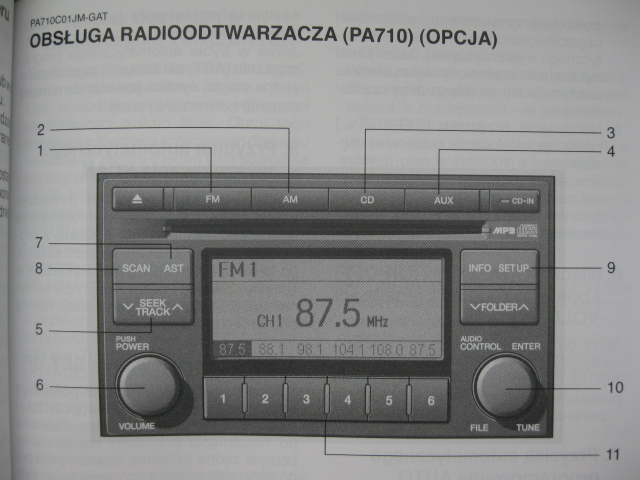 PA710C01JM-GAT
OBSŁUGA RADIOODTWARZACZA (PA710) (OPCJA)
2
3
1
4
FM AM CD AUX CD-IN
MP3
7
8
SCAN AST
FM1
INFO SETUP
9
SEEK
TRACK
CH1 87.5 MHz
FOLDER
5
PUSH
POWER
87.5 88.1 98.1 104.1 108.0 87.5
AUDIO
CONTROL ENTER
6
1 2 3 4 5 6
10
VOLUME
FILE TUNE
11